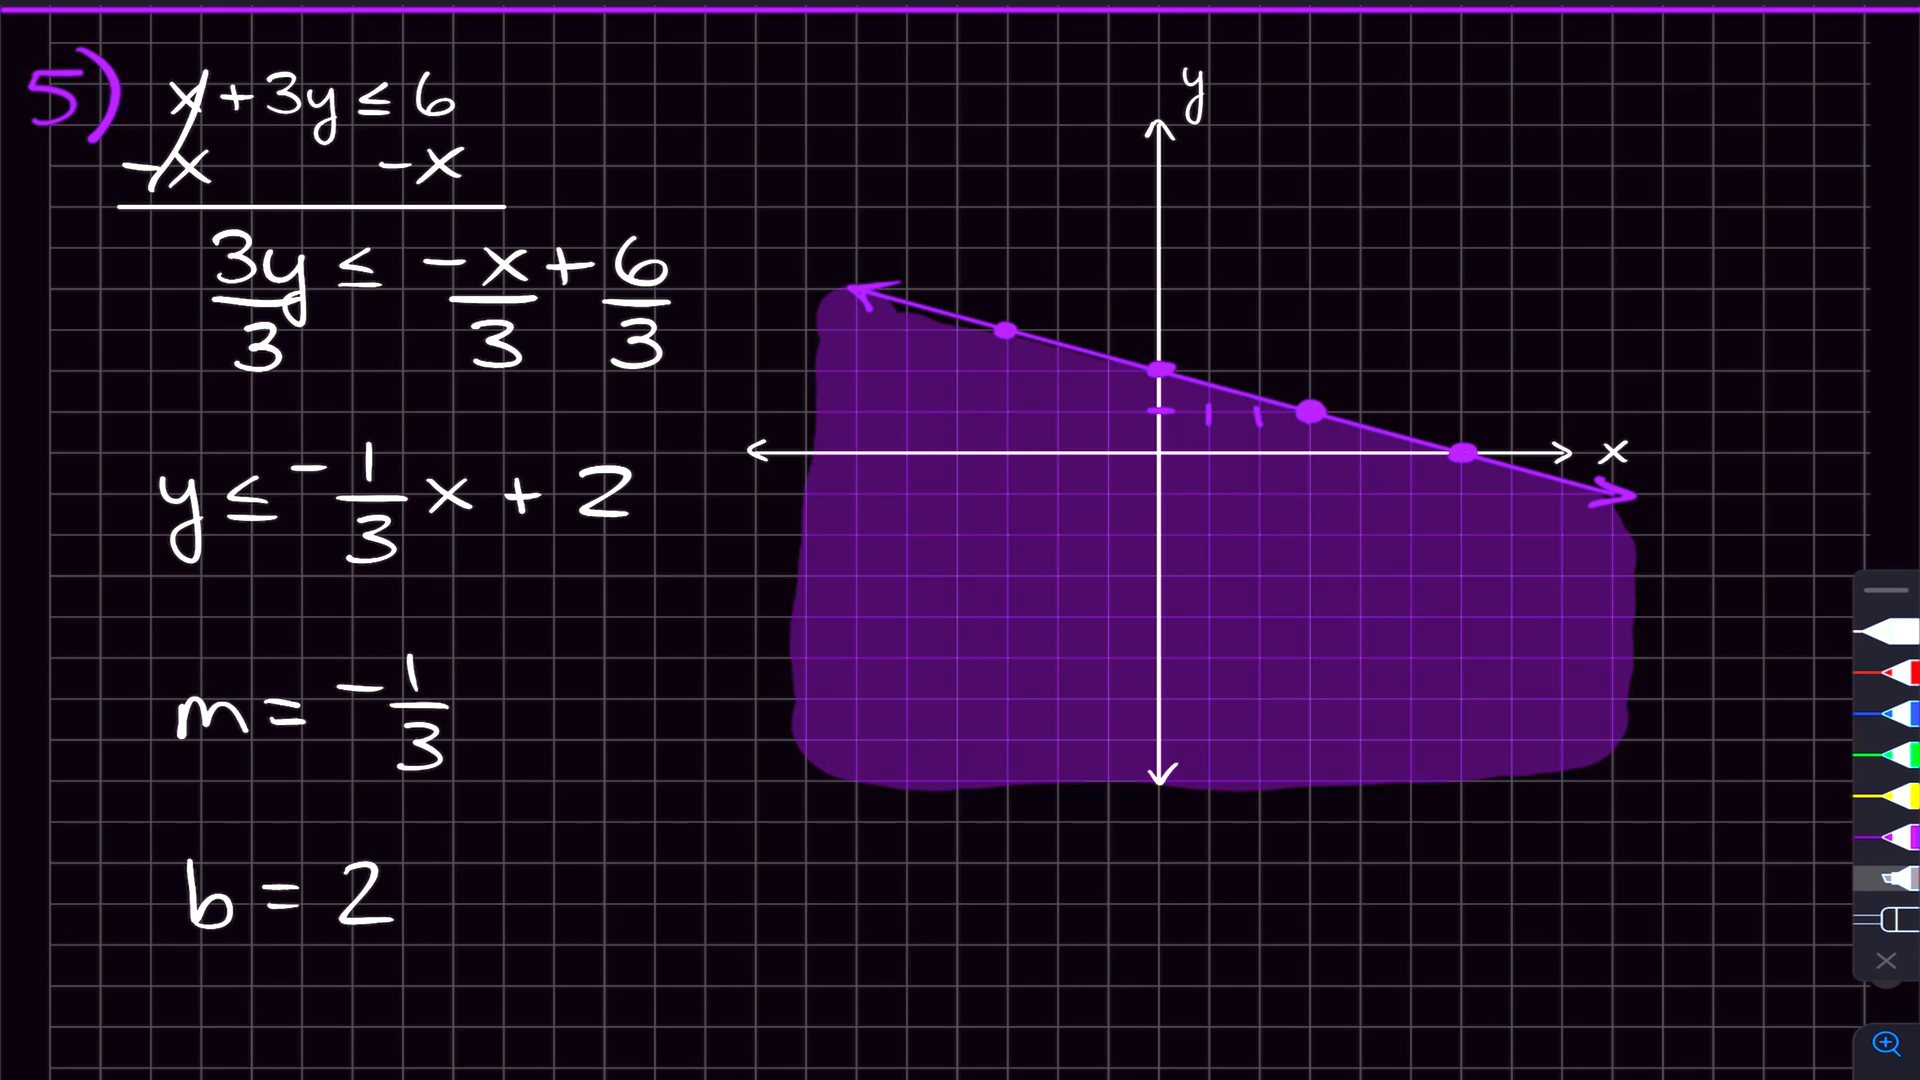 5) x + 3y ≤ 6
-x -x
3y/3 ≤ -x/3 + 6/3
y ≤ -1/3 x + 2
m = -1/3
b = 2
y
x